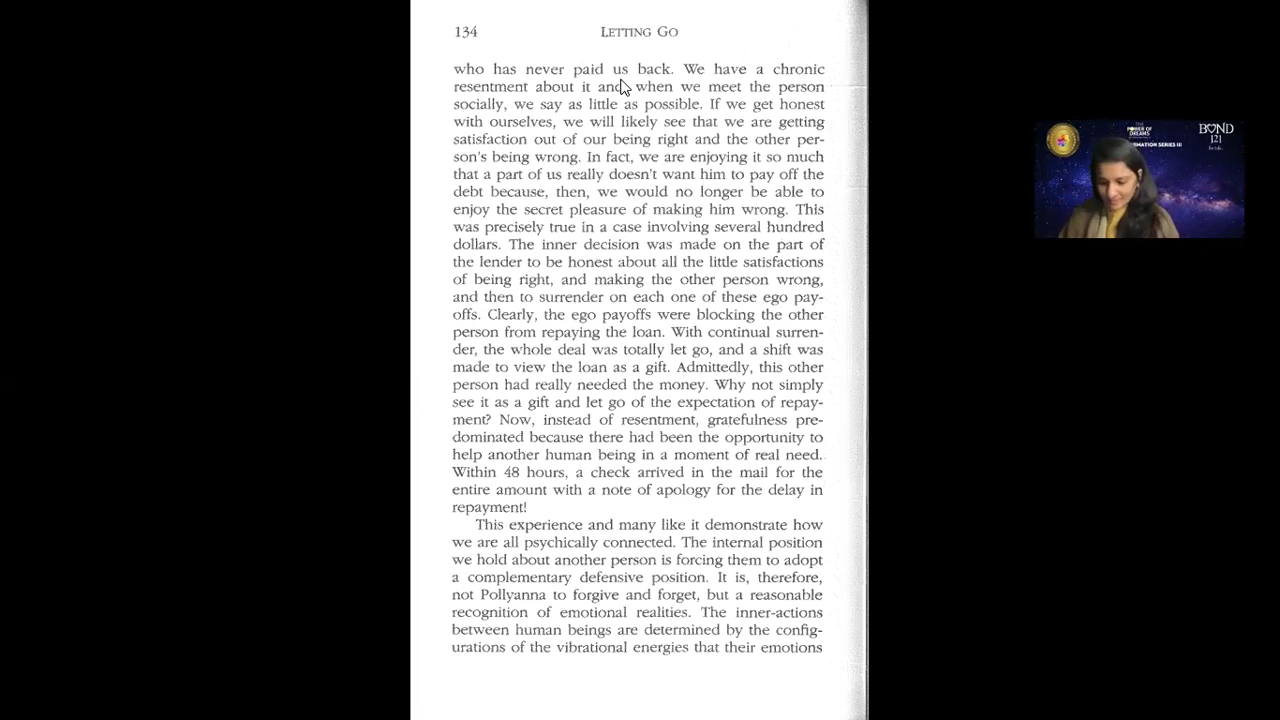 134 LETTING GO
who has never paid us back. We have a chronic
resentment about it and when we meet the person
socially, we say as little as possible. If we get honest
with ourselves, we will likely see that we are getting
satisfaction out of our being right and the other per-
son's being wrong. In fact, we are enjoying it so much
that a part of us really doesn't want him to pay off the
debt because, then, we would no longer be able to
enjoy the secret pleasure of making him wrong. This
was precisely true in a case involving several hundred
dollars. The inner decision was made on the part of
the lender to be honest about all the little satisfactions
of being right, and making the other person wrong,
and then to surrender on each one of these ego pay-
offs. Clearly, the ego payoffs were blocking the other
person from repaying the loan. With continual surren-
der, the whole deal was totally let go, and a shift was
made to view the loan as a gift. Admittedly, this other
person had really needed the money. Why not simply
see it as a gift and let go of the expectation of repay-
ment? Now, instead of resentment, gratefulness pre-
dominated because there had been the opportunity to
help another human being in a moment of real need.
Within 48 hours, a check arrived in the mail for the
entire amount with a note of apology for the delay in
repayment!
This experience and many like it demonstrate how
we are all psychically connected. The internal position
we hold about another person is forcing them to adopt
a complementary defensive position. It is, therefore,
not Pollyanna to forgive and forget, but a reasonable
recognition of emotional realities. The inner-actions
between human beings are determined by the config-
urations of the vibrational energies that their emotions
THE
POWER OF
DREAMS
RMATION SERIES III
BOND
121